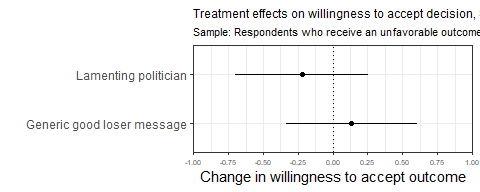 Treatment effects on willingness to accept decision,
Sample: Respondents who receive an unfavorable outcome
Lamenting politician
Generic good loser message
-1.00 -0.75 -0.50 -0.25 0.00 0.25 0.50 0.75 1.00
Change in willingness to accept outcome